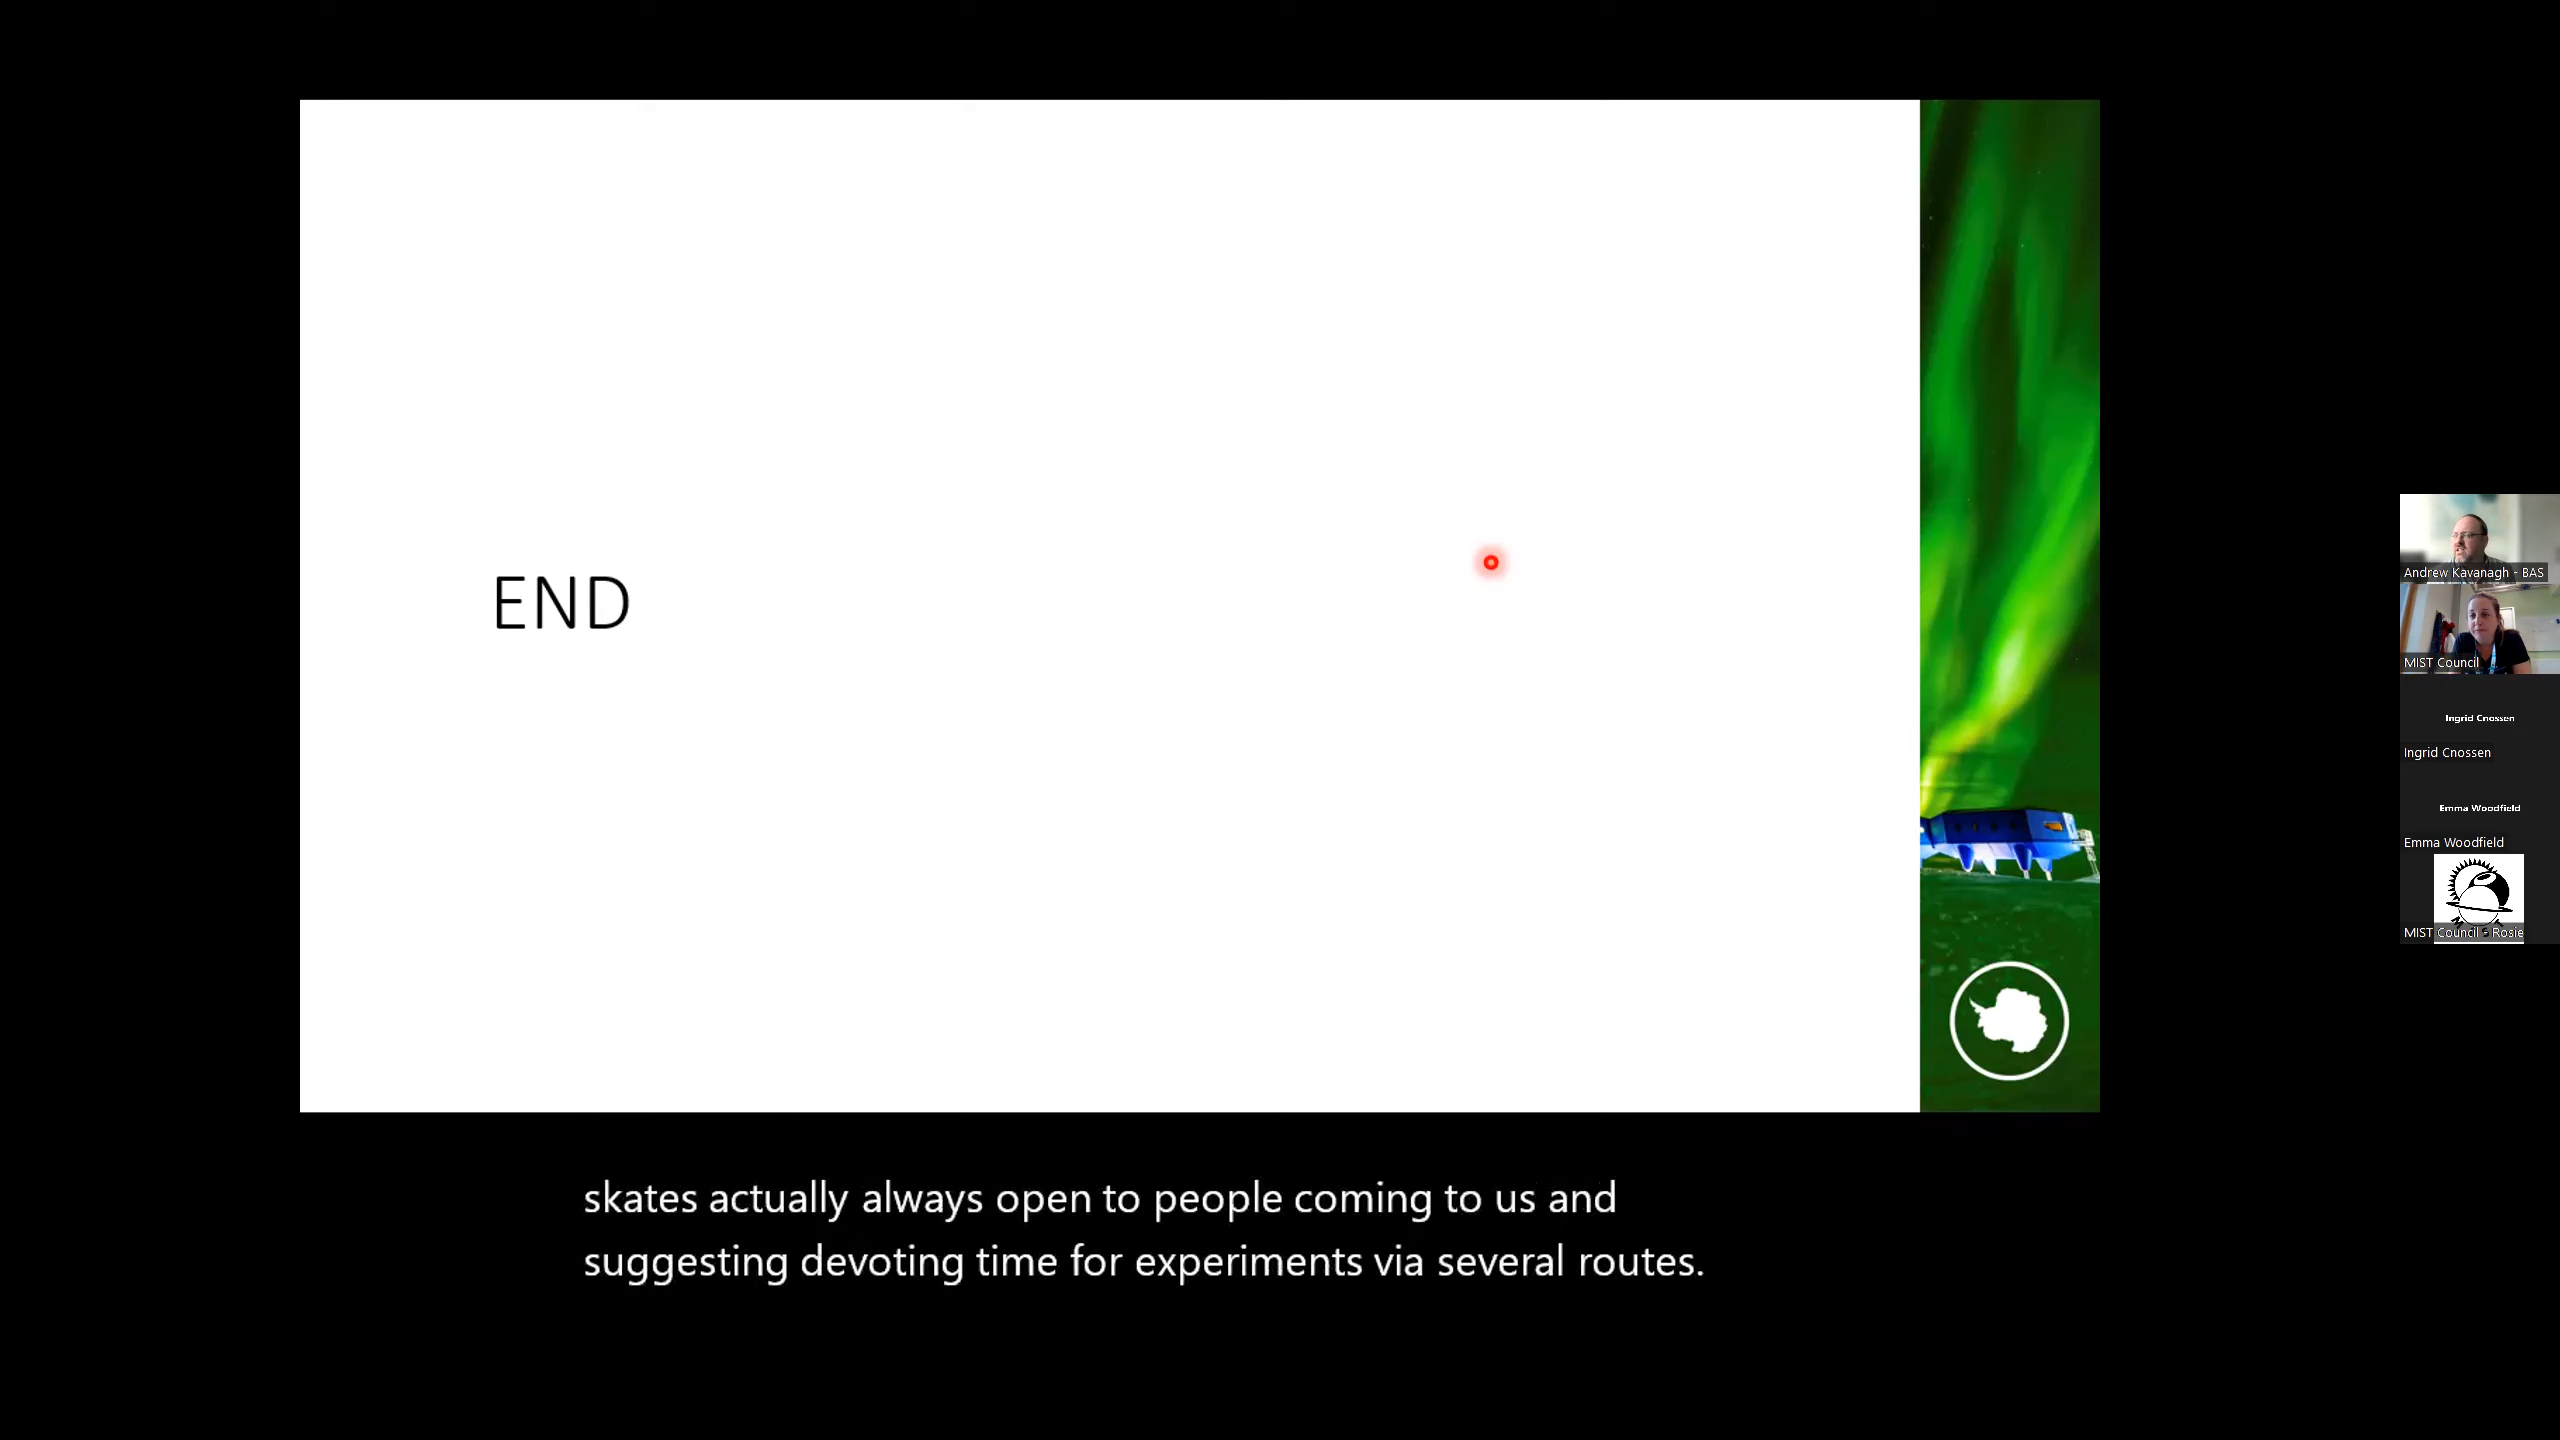 END
Andrew Kavanagh - BAS
MIST Council
Ingrid Cnossen
Ingrid Cnossen
Emma Woodfield
Emma Woodfield
MIST Council - Rosie
skates actually always open to people coming to us and
suggesting devoting time for experiments via several routes.